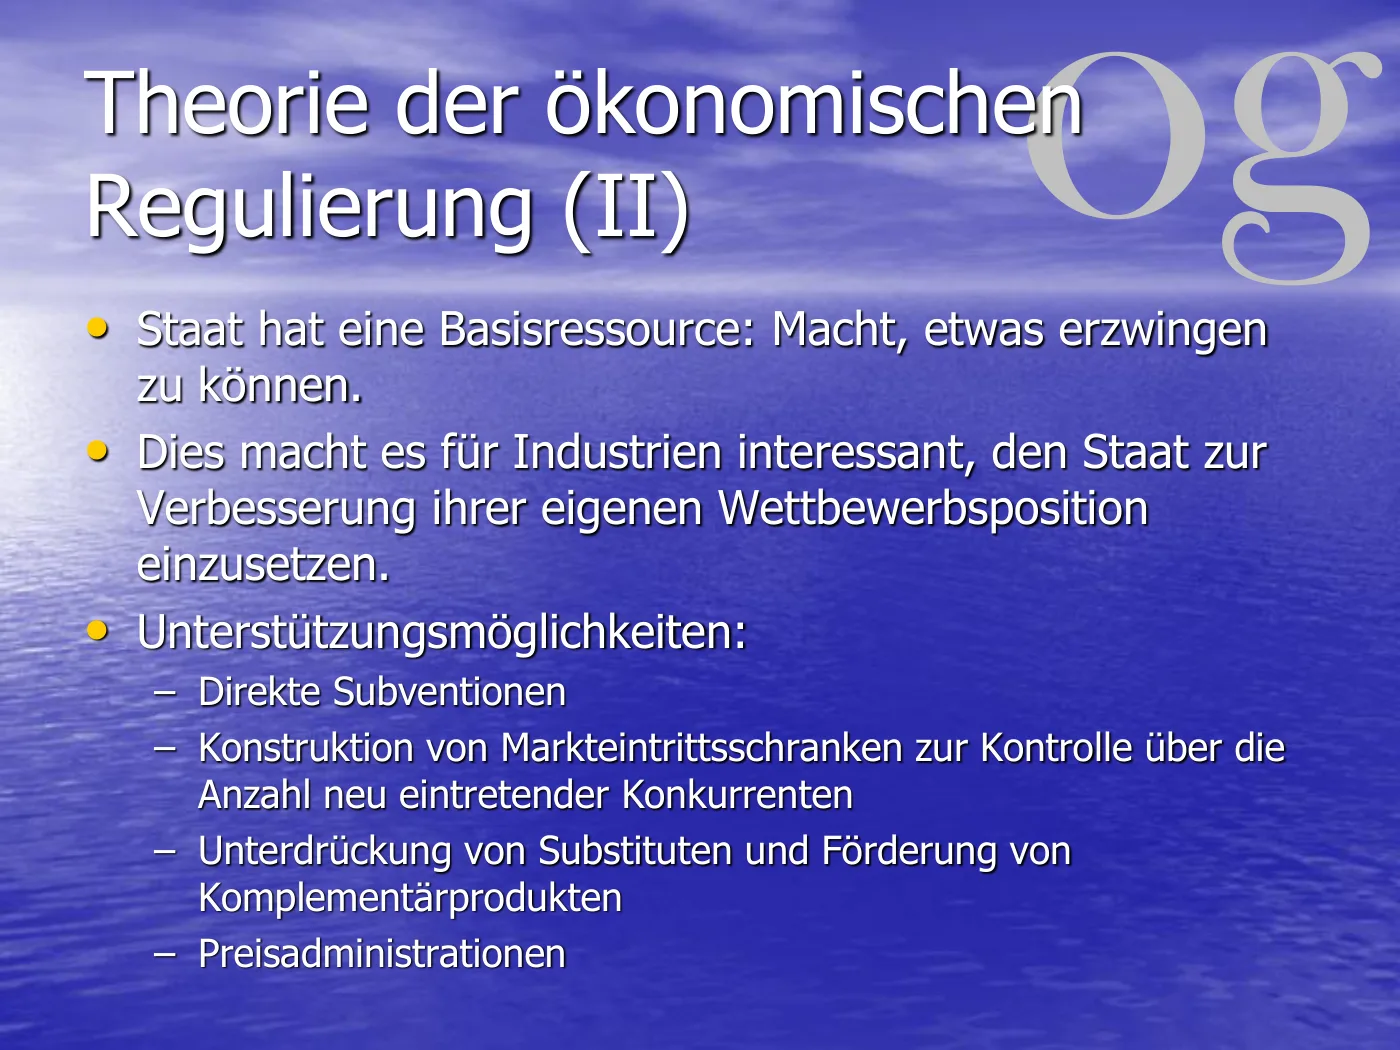 Theorie der ökonomischen
Regulierung (II)
og
• Staat hat eine Basisressource: Macht, etwas erzwingen
zu können.
• Dies macht es für Industrien interessant, den Staat zur
Verbesserung ihrer eigenen Wettbewerbsposition
einzusetzen.
• Unterstützungsmöglichkeiten:
– Direkte Subventionen
– Konstruktion von Markteintrittsschranken zur Kontrolle über die
Anzahl neu eintretender Konkurrenten
– Unterdrückung von Substituten und Förderung von
Komplementärprodukten
– Preisadministrationen